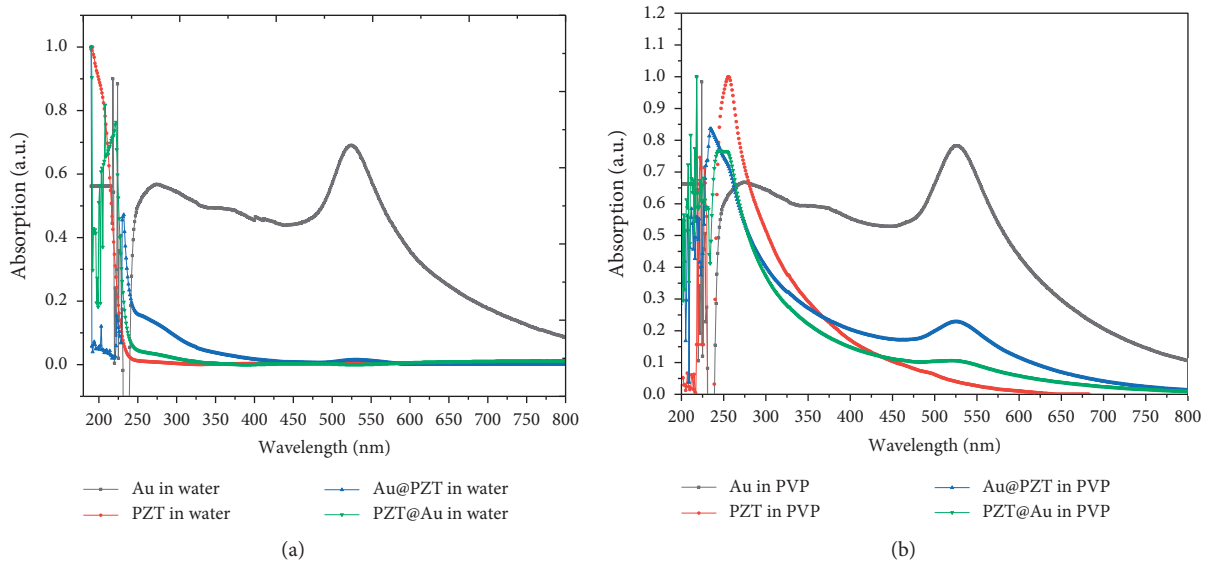 1.0
0.8
0.6
0.4
0.2
0.0
Absorption (a.u.)
200 250 300 350 400 450 500 550 600 650 700 750 800
Wavelength (nm)
Au in water
PZT in water
Au@PZT in water
PZT@Au in water
(a)
1.2
1.1
1.0
0.9
0.8
0.7
0.6
0.5
0.4
0.3
0.2
0.1
0.0
Absorption (a.u.)
200 250 300 350 400 450 500 550 600 650 700 750 800
Wavelength (nm)
Au in PVP
PZT in PVP
Au@PZT in PVP
PZT@Au in PVP
(b)